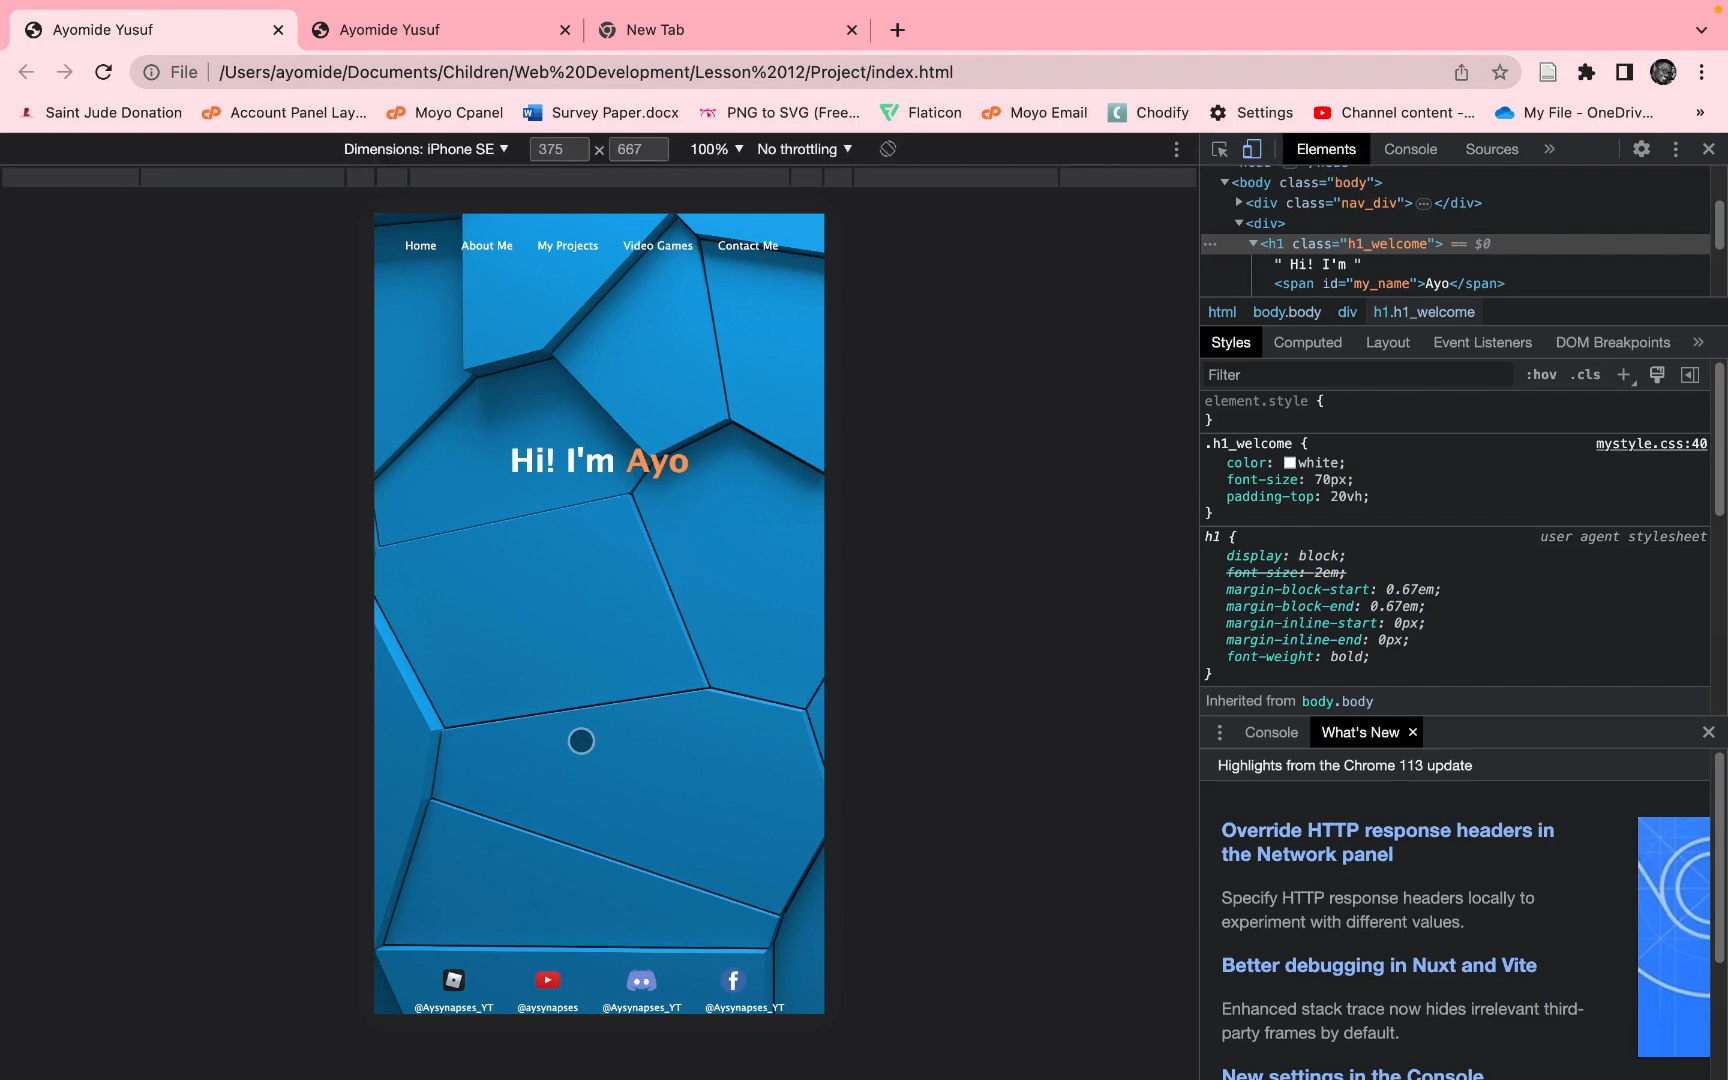 Ayomide Yusuf
Ayomide Yusuf
New Tab
File /Users/ayomide/Documents/Children/Web%20Development/Lesson%2012/Project/index.html
Saint Jude Donation
Account Panel Lay...
Moyo Cpanel
Survey Paper.docx
PNG to SVG (Free...
Flaticon
Moyo Email
Chodify
Settings
Channel content -...
My File - OneDriv...
»
Dimensions: iPhone SE ▼ 375 × 667 100% ▼ No throttling ▼
Elements Console Sources »
<body class="body">
<div class="nav_div"> ⋯ </div>
<div>
<h1 class="h1_welcome"> == $0
" Hi! I'm "
<span id="my_name">Ayo</span>
html body.body div h1.h1_welcome
Styles Computed Layout Event Listeners DOM Breakpoints »
Filter :hov .cls +
element.style {
}
.h1_welcome { mystyle.css:40
color: white;
font-size: 70px;
padding-top: 20vh;
}
h1 { user agent stylesheet
display: block;
font-size: 2em;
margin-block-start: 0.67em;
margin-block-end: 0.67em;
margin-inline-start: 0px;
margin-inline-end: 0px;
font-weight: bold;
}
Inherited from body.body
Console What's New ×
Highlights from the Chrome 113 update
Override HTTP response headers in
the Network panel
Specify HTTP response headers locally to
experiment with different values.
Better debugging in Nuxt and Vite
Enhanced stack trace now hides irrelevant third-
party frames by default.
New settings in the Console
Home About Me My Projects Video Games Contact Me
Hi! I'm Ayo
@Aysynapses_YT @aysynapses @Aysynapses_YT @Aysynapses_YT